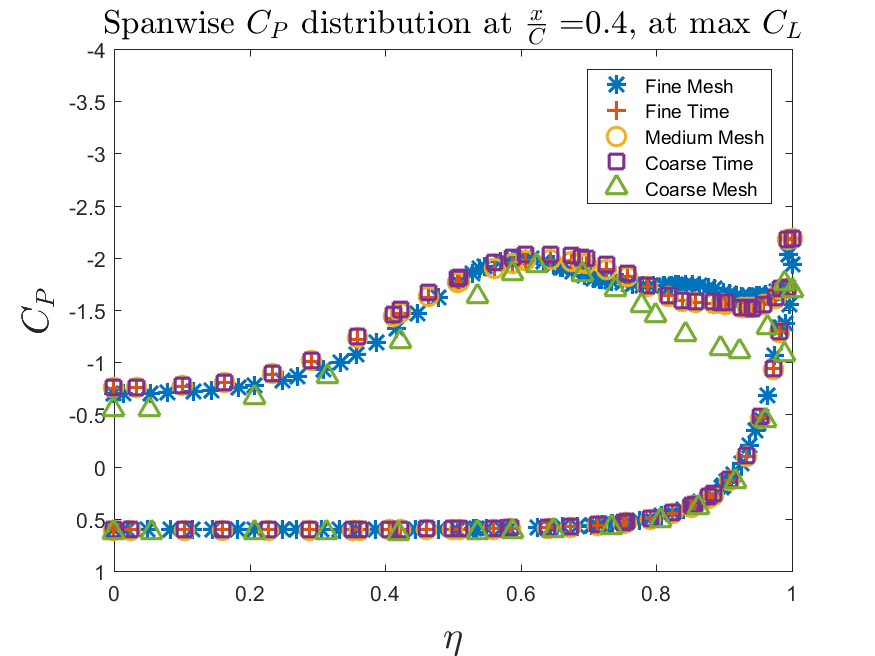 Spanwise $C_P$ distribution at $\frac{x}{C}$ =0.4, at max $C_L$
-4
-3.5
-3
-2.5
-2
-1.5
-1
-0.5
0
0.5
1
0
0.2
0.4
0.6
0.8
1
$C_P$
η
Fine Mesh
Fine Time
Medium Mesh
Coarse Time
Coarse Mesh